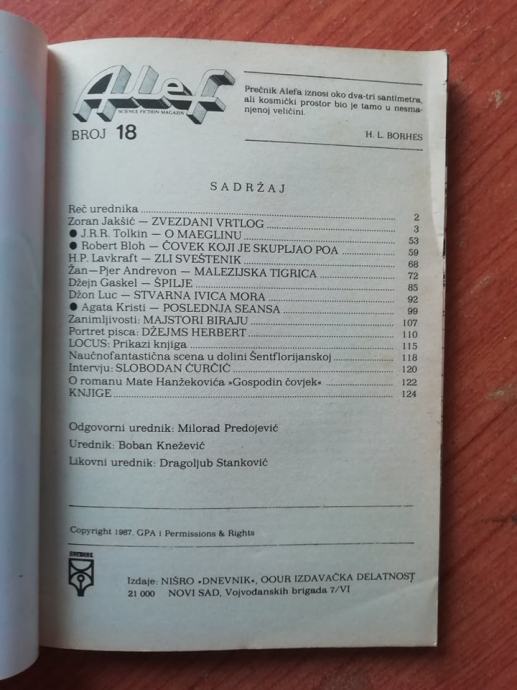 Alef
SCIENCE FICTION MAGAZIN
BROJ 18
Prečnik Alefa iznosi oko dva-tri santimetra,
ali kosmički prostor bio je tamo u nesma-
njenoj veličini.
H. L. BORHES
SADRŽAJ
Reč urednika 2
Zoran Jakšić — ZVEZDANI VRTLOG 3
● J.R.R. Tolkin — O MAEGLINU 53
● Robert Bloh — ČOVEK KOJI JE SKUPLJAO POA 59
H.P. Lavkraft — ZLI SVEŠTENIK 68
Žan—Pjer Andrevon — MALEZIJSKA TIGRICA 72
Džejn Gaskel — ŠPILJE 85
Džon Luc — STVARNA IVICA MORA 92
● Agata Kristi — POSLEDNJA SEANSA 99
Zanimljivosti: MAJSTORI BIRAJU 107
Portret pisca: DŽEJMS HERBERT 110
LOCUS: Prikazi knjiga 115
Naučnofantastična scena u dolini Šentflorijanskoj 118
Intervju: SLOBODAN ĆURČIĆ 120
O romanu Mate Hanžekovića »Gospodin čovjek« 122
KNJIGE 124
Odgovorni urednik: Milorad Predojević
Urednik: Boban Knežević
Likovni urednik: Dragoljub Stanković
Copyright 1987. GPA i Permissions & Rights
DNEVNIK
Izdaje: NIŠRO »DNEVNIK«, OOUR IZDAVAČKA DELATNOST
21 000 NOVI SAD, Vojvođanskih brigada 7/VI